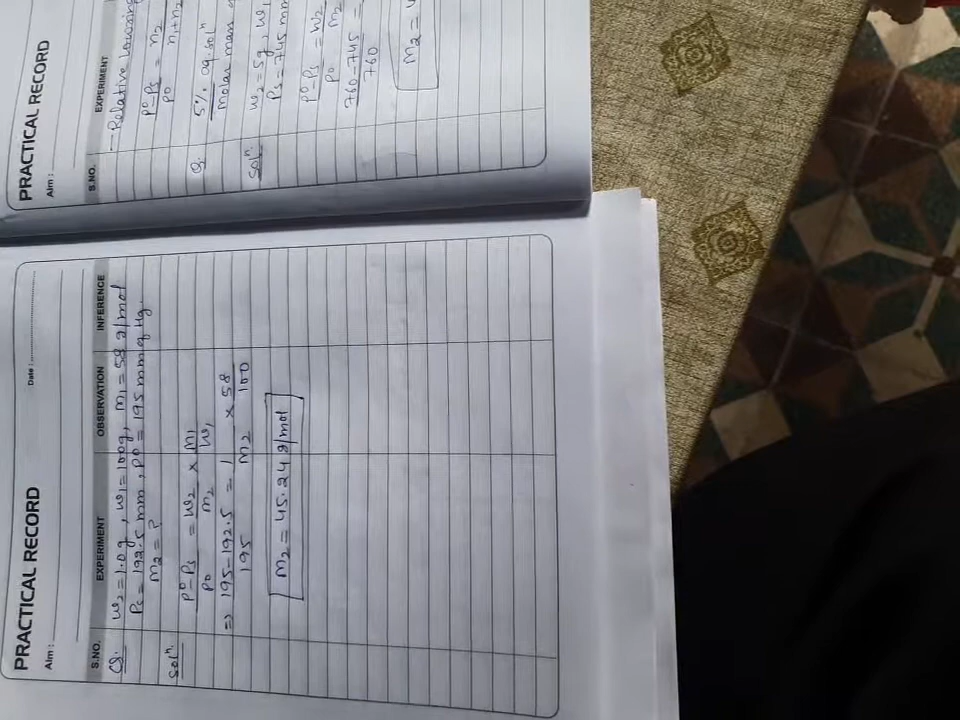 PRACTICAL RECORD
Date :
Aim :
S.NO. EXPERIMENT OBSERVATION INFERENCE
Q. w₂ = 1.0g, w₁ = 100g, m₁ = 58 g/mol
Ps = 192.5 mm, p⁰ = 195 mm of Hg.
M₂ = ?
Solⁿ. p⁰-Ps / p⁰ = w₂ / m₂ × m₁ / w₁
⇒ 195-192.5 / 195 = 1 / m₂ × 58 / 100
m₂ = 45.24 g/mol
PRACTICAL RECORD
Aim :
S.NO. EXPERIMENT
— Relative Lowering
p⁰-Ps / p⁰ = n₂ / n₁+n₂
Q. 5% aq. solⁿ
molar mass
Solⁿ. w₂ = 5g, w₁
Ps = 745 mm
p⁰-Ps / p⁰ = w₂ / m₂
760-745 / 760 =
m₂ =